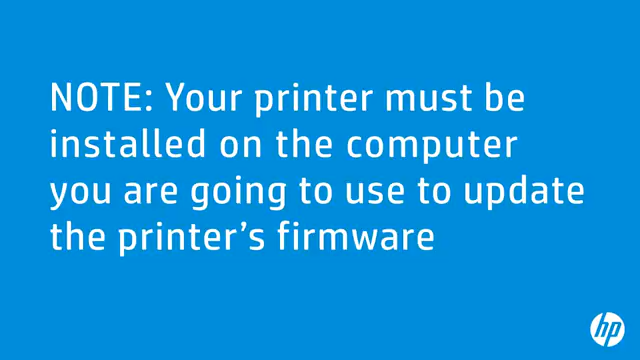 NOTE: Your printer must be
installed on the computer
you are going to use to update
the printer’s firmware
hp